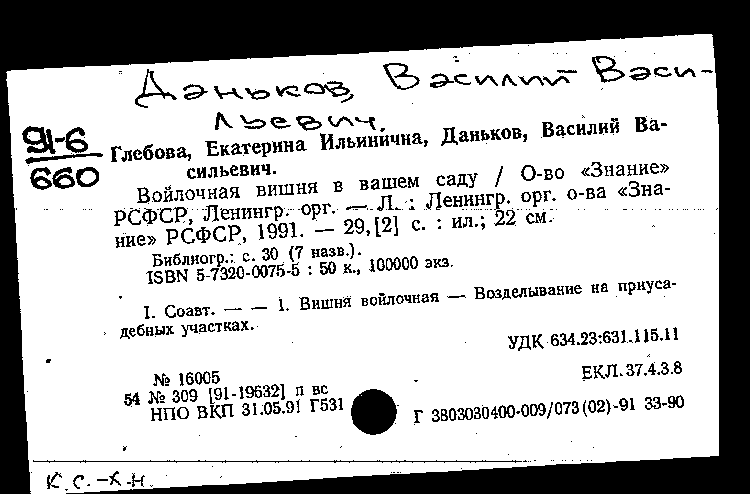 Даньков, Василий Васи-
льевич.
91-6
660
Глебова, Екатерина Ильинична, Даньков, Василий Ва-
сильевич.
Войлочная вишня в вашем саду / О-во «Знание»
РСФСР, Ленингр. орг. — Л. : Ленингр. орг. о-ва «Зна-
ние» РСФСР, 1991. — 29,[2] с. : ил.; 22 см.
Библиогр.: с. 30 (7 назв.).
ISBN 5-7320-0075-5 : 50 к., 100000 экз.
I. Соавт. — — 1. Вишня войлочная — Возделывание на приуса-
дебных участках.
УДК 634.23:631.115.11
№ 16005
ЕКЛ.37.4.3.8
54 № 309 [91-19632] п вс
НПО ВКП 31.05.91 Г531
Г 3803030400-009/073(02)-91 33-90
К.С.-Х.Н.